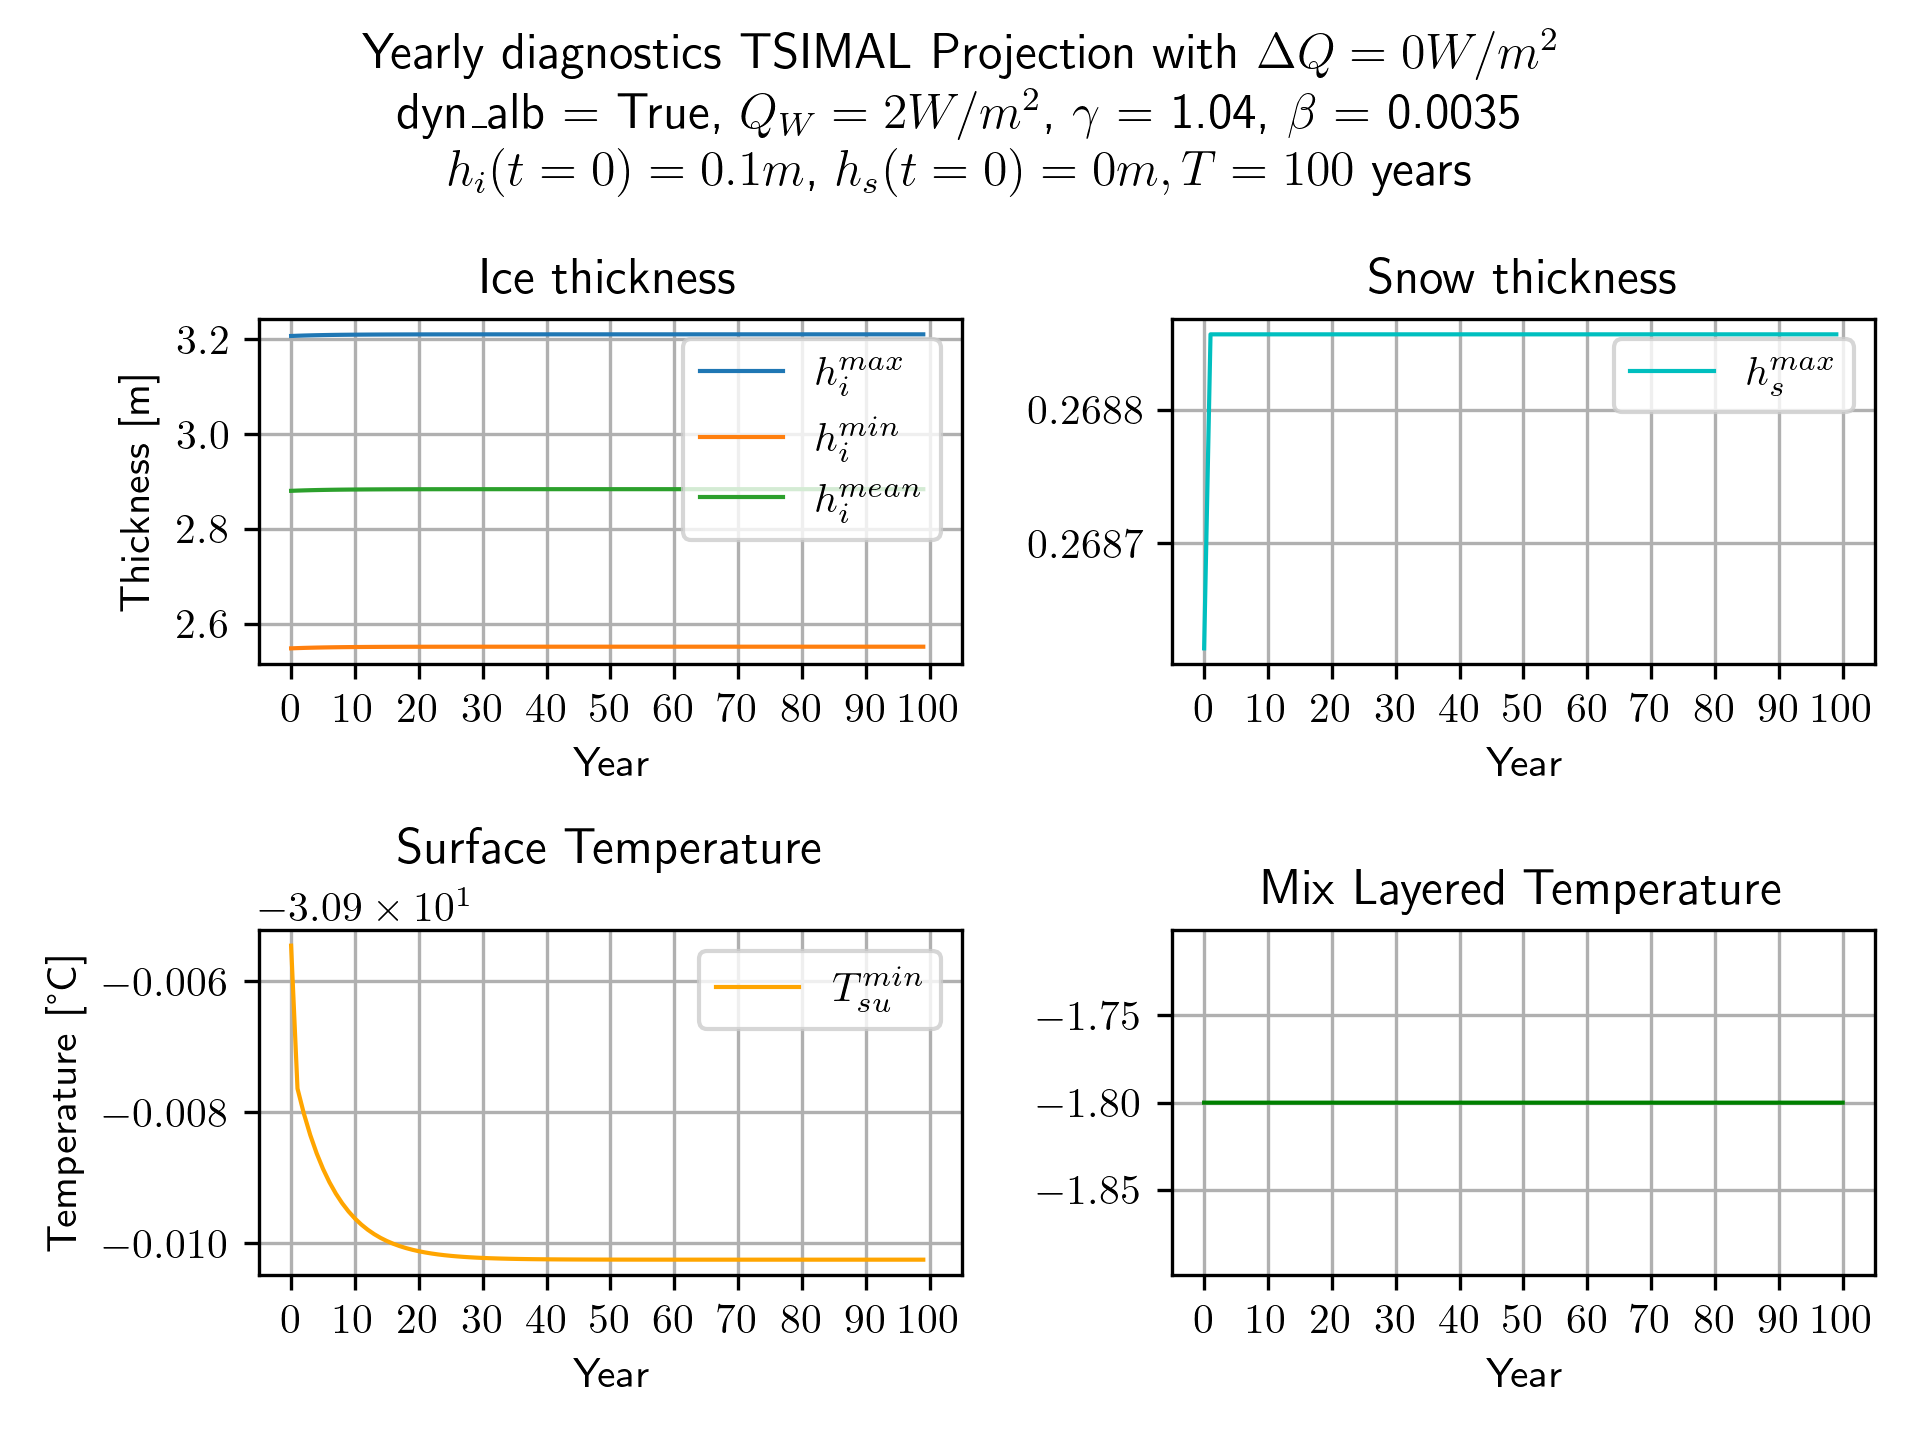 Yearly diagnostics TSIMAL Projection with ΔQ = 0W/m²
dyn_alb = True, Q_W = 2W/m², γ = 1.04, β = 0.0035
h_i(t = 0) = 0.1m, h_s(t = 0) = 0m, T = 100 years
Ice thickness
Thickness [m]
3.2
3.0
2.8
2.6
h_i^max
h_i^min
h_i^mean
0 10 20 30 40 50 60 70 80 90 100
Year
Snow thickness
0.2688
0.2687
h_s^max
0 10 20 30 40 50 60 70 80 90 100
Year
Surface Temperature
−3.09 × 10¹
Temperature [°C]
−0.006
−0.008
−0.010
T_su^min
0 10 20 30 40 50 60 70 80 90 100
Year
Mix Layered Temperature
−1.75
−1.80
−1.85
0 10 20 30 40 50 60 70 80 90 100
Year